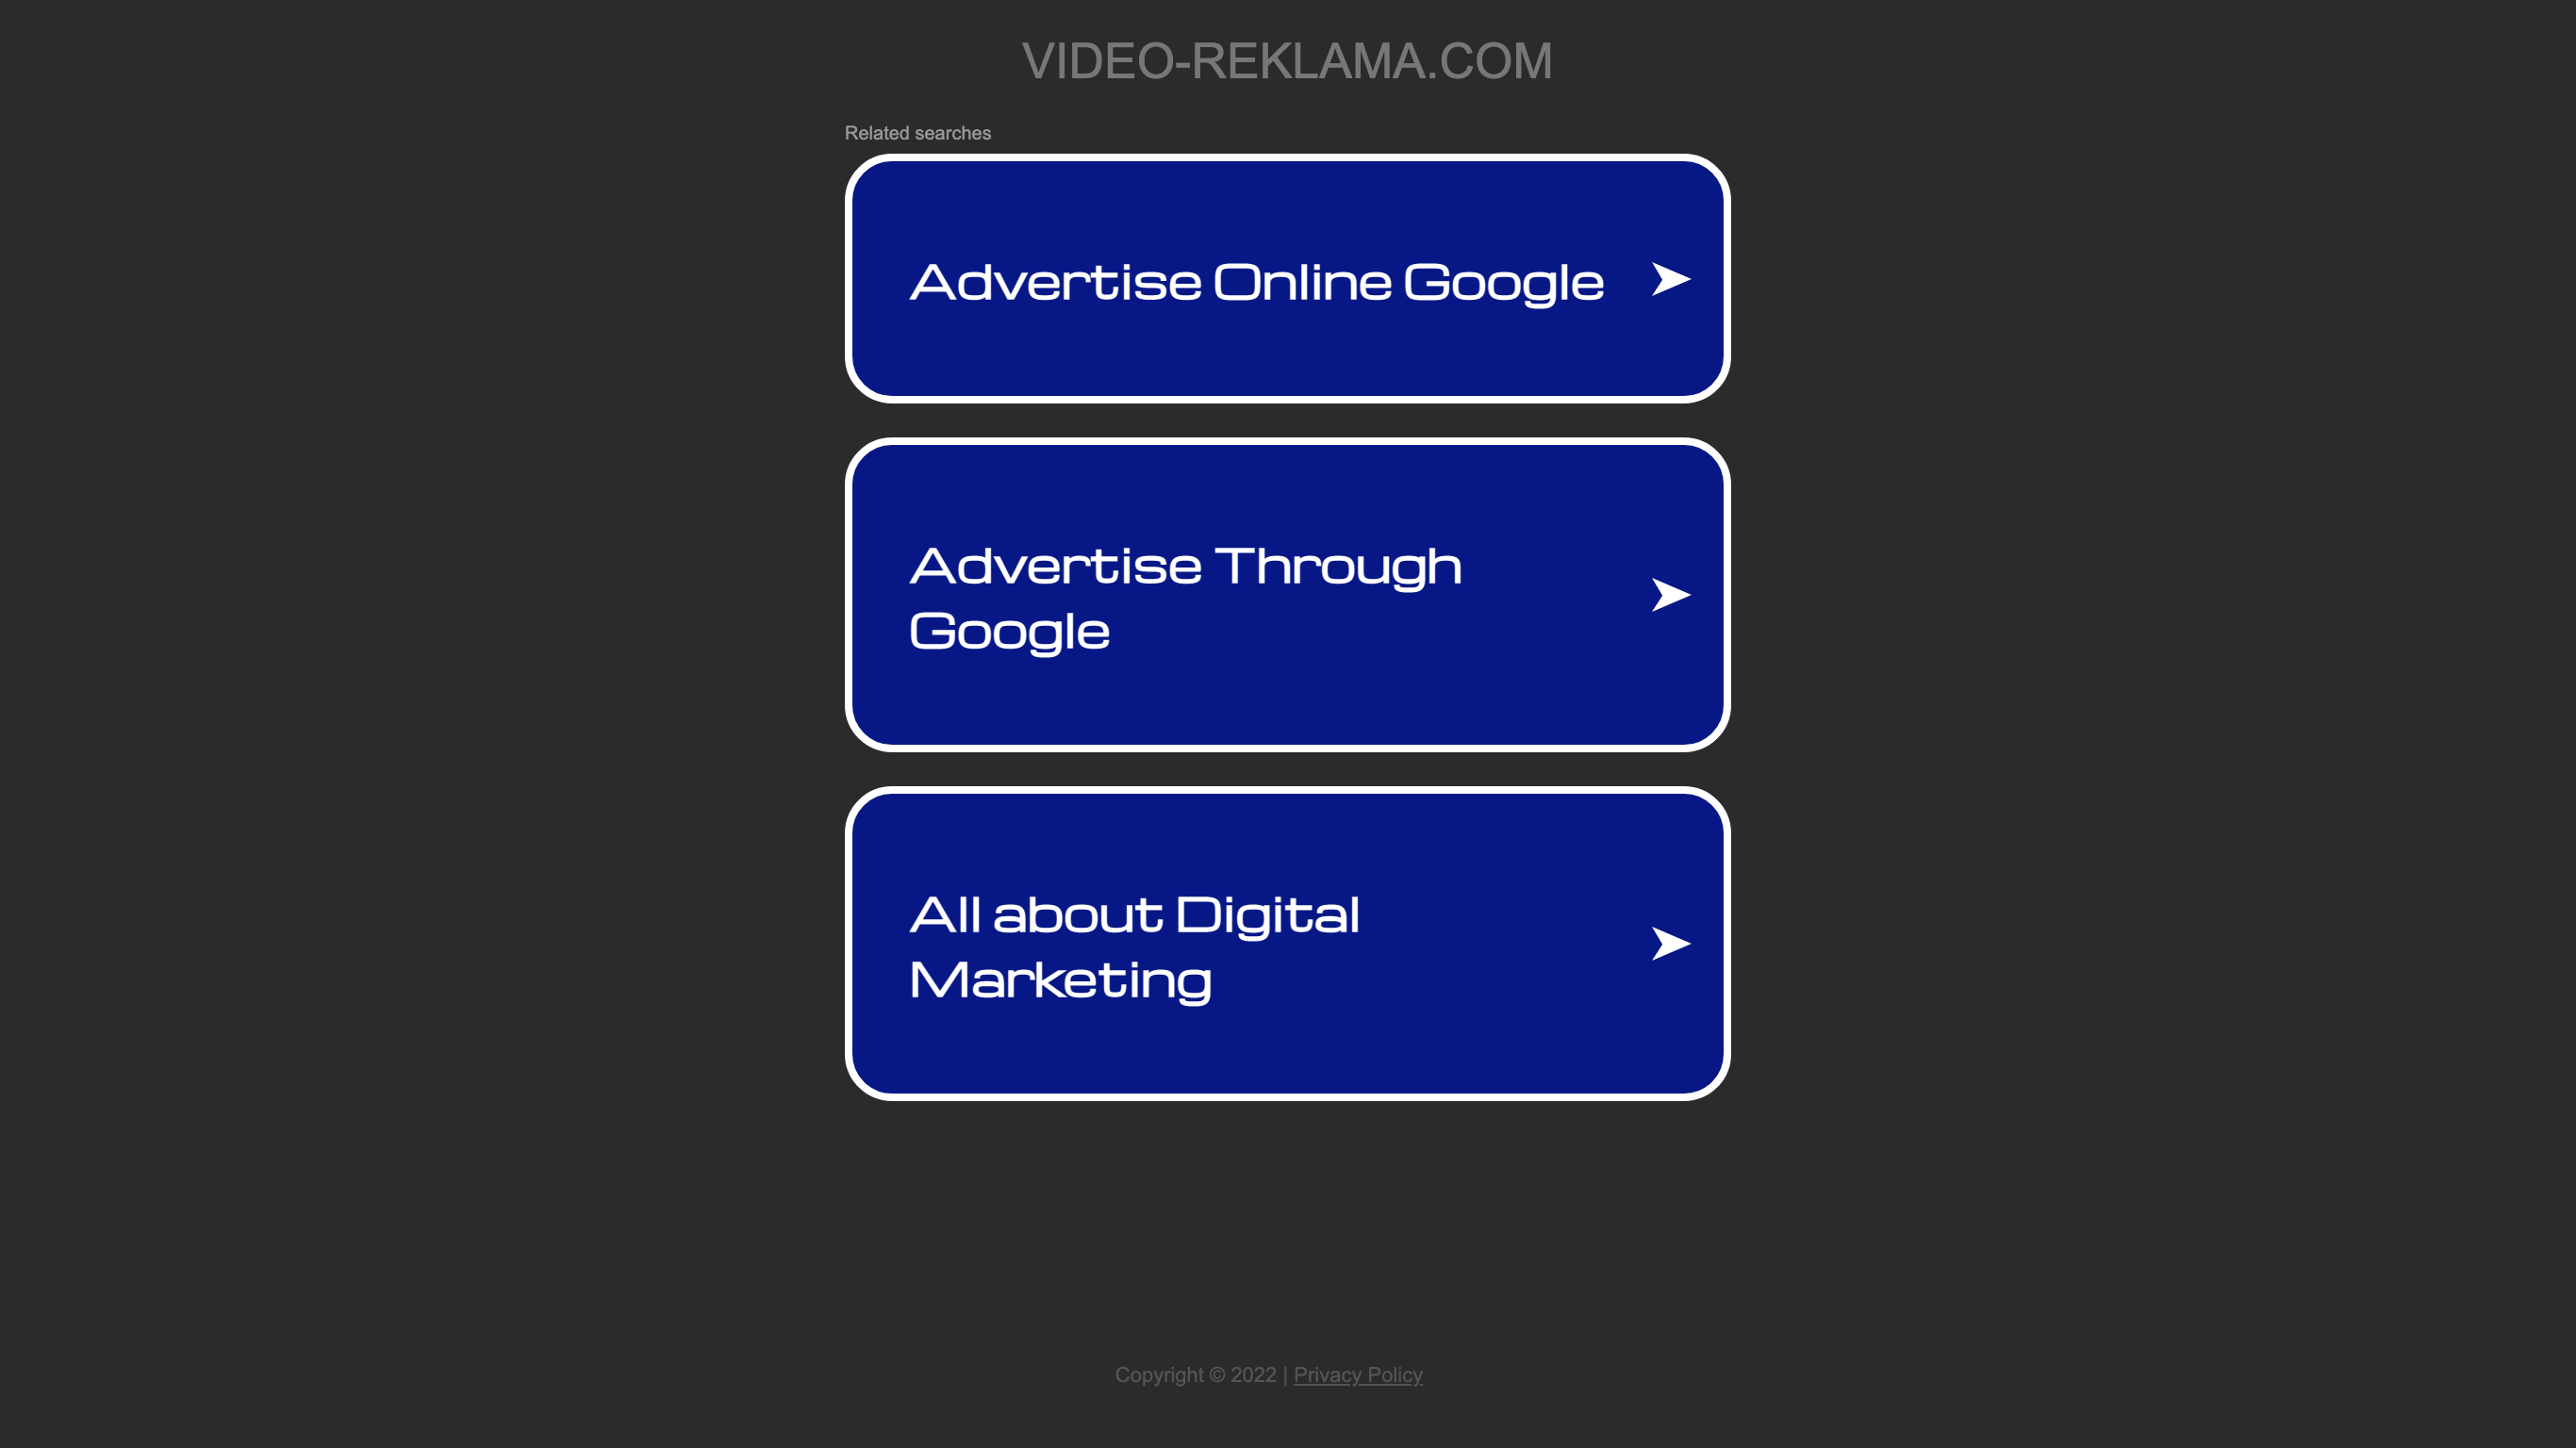 VIDEO-REKLAMA.COM
Related searches
Advertise Online Google
Advertise Through
Google
All about Digital
Marketing
Copyright © 2022 | Privacy Policy